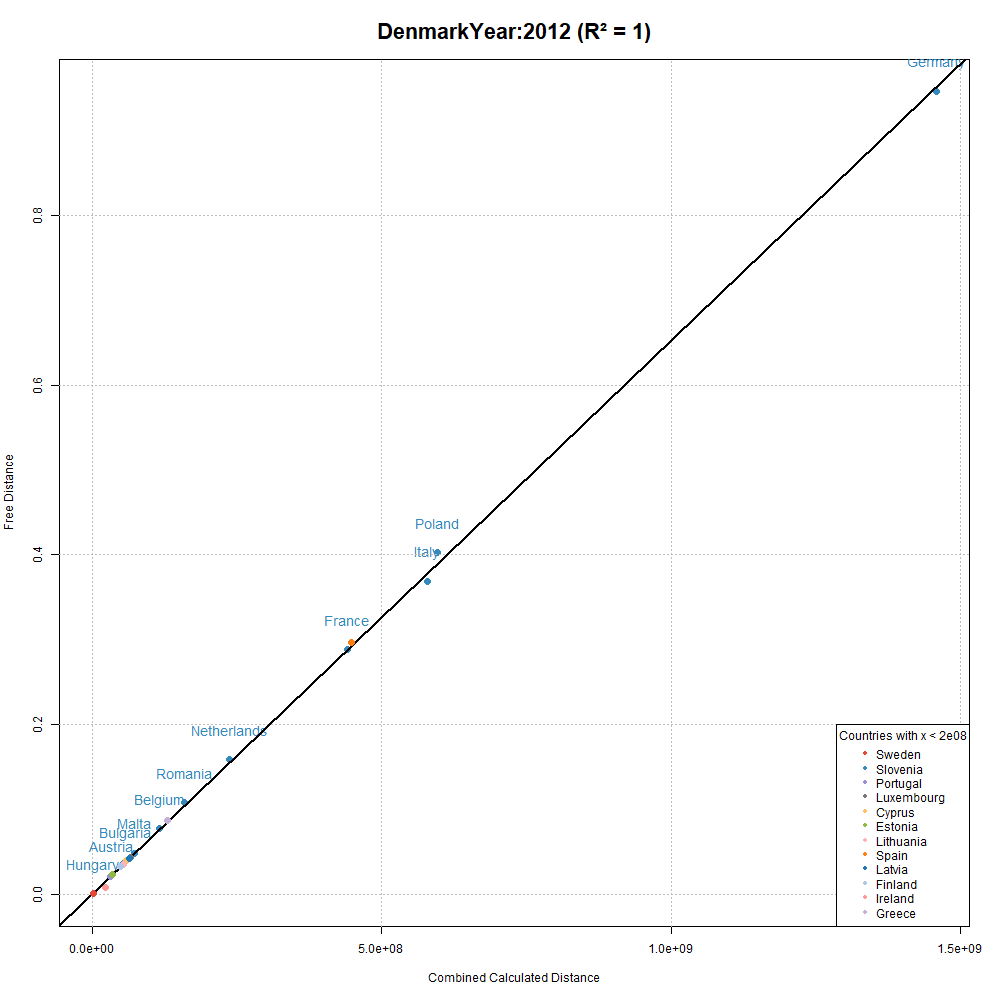 DenmarkYear:2012 (R² = 1)
Germany
0.8
0.6
Free Distance
Poland
0.4
Italy
France
0.2
Netherlands
Romania
Belgium
Malta
Bulgaria
Austria
Hungary
0.0
Countries with x < 2e08
Sweden
Slovenia
Portugal
Luxembourg
Cyprus
Estonia
Lithuania
Spain
Latvia
Finland
Ireland
Greece
0.0e+00 5.0e+08 1.0e+09 1.5e+09
Combined Calculated Distance